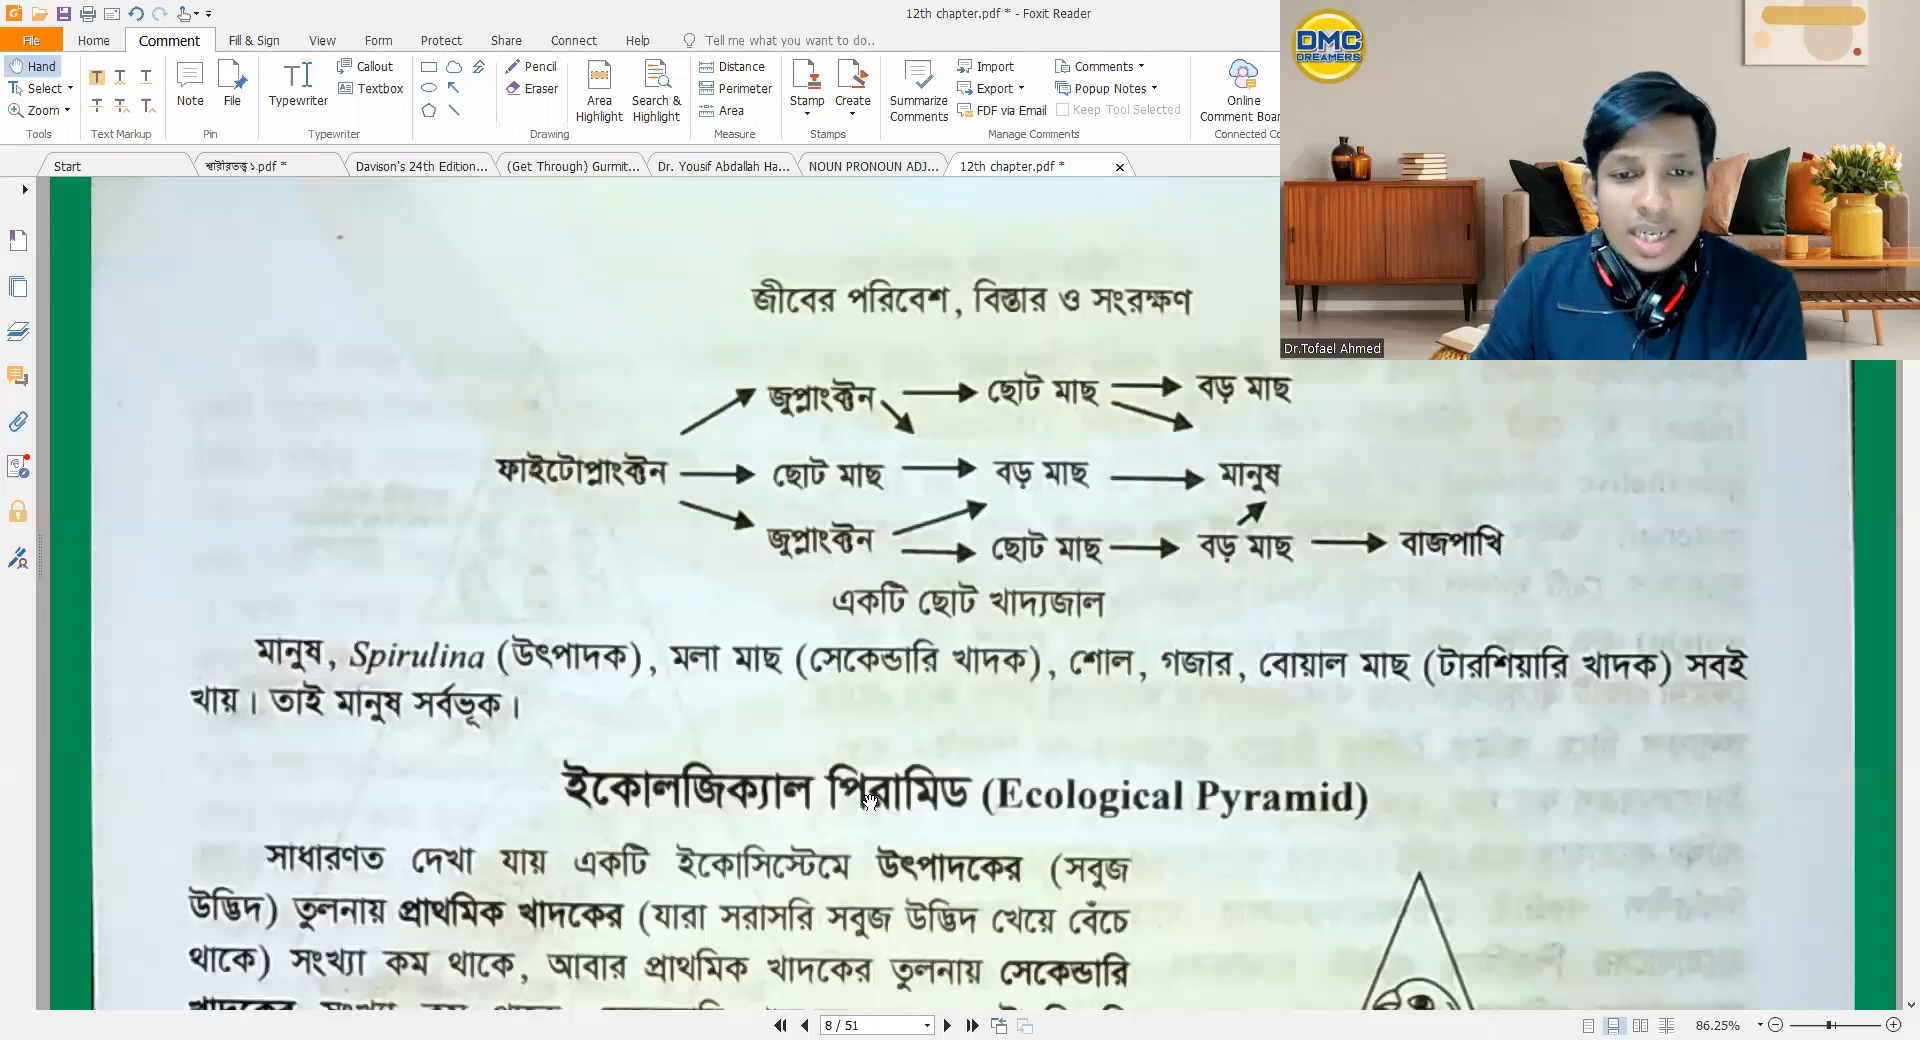 12th chapter.pdf * - Foxit Reader
File Home Comment Fill & Sign View Form Protect Share Connect Help Tell me what you want to do..
Hand
Select
Zoom
Tools
Text Markup
Note
File
Pin
Typewriter
Callout
Textbox
Typewriter
Pencil
Eraser
Area Highlight
Search & Highlight
Drawing
Distance
Perimeter
Area
Measure
Stamp
Create
Stamps
Summarize Comments
Import
Export
FDF via Email
Comments
Popup Notes
Keep Tool Selected
Manage Comments
Online
Comment Boar
Connected Co
DMC
DREAMERS
Dr.Tofael Ahmed
Start
Davison's 24th Edition...
(Get Through) Gurmit...
Dr. Yousif Abdallah Ha...
NOUN PRONOUN ADJ...
12th chapter.pdf *
জীবের পরিবেশ, বিস্তার ও সংরক্ষণ
জুপ্লাংক্টন ছোট মাছ বড় মাছ
ফাইটোপ্লাংক্টন ছোট মাছ বড় মাছ মানুষ
জুপ্লাংক্টন ছোট মাছ বড় মাছ বাজপাখি
একটি ছোট খাদ্যজাল
মানুষ, Spirulina (উৎপাদক), মলা মাছ (সেকেন্ডারি খাদক), শোল, গজার, বোয়াল মাছ (টারশিয়ারি খাদক) সবই
খায়। তাই মানুষ সর্বভূক।
ইকোলজিক্যাল পিরামিড (Ecological Pyramid)
সাধারণত দেখা যায় একটি ইকোসিস্টেমে উৎপাদকের (সবুজ
উদ্ভিদ) তুলনায় প্রাথমিক খাদকের (যারা সরাসরি সবুজ উদ্ভিদ খেয়ে বেঁচে
থাকে) সংখ্যা কম থাকে, আবার প্রাথমিক খাদকের তুলনায় সেকেন্ডারি
8 / 51
86.25%